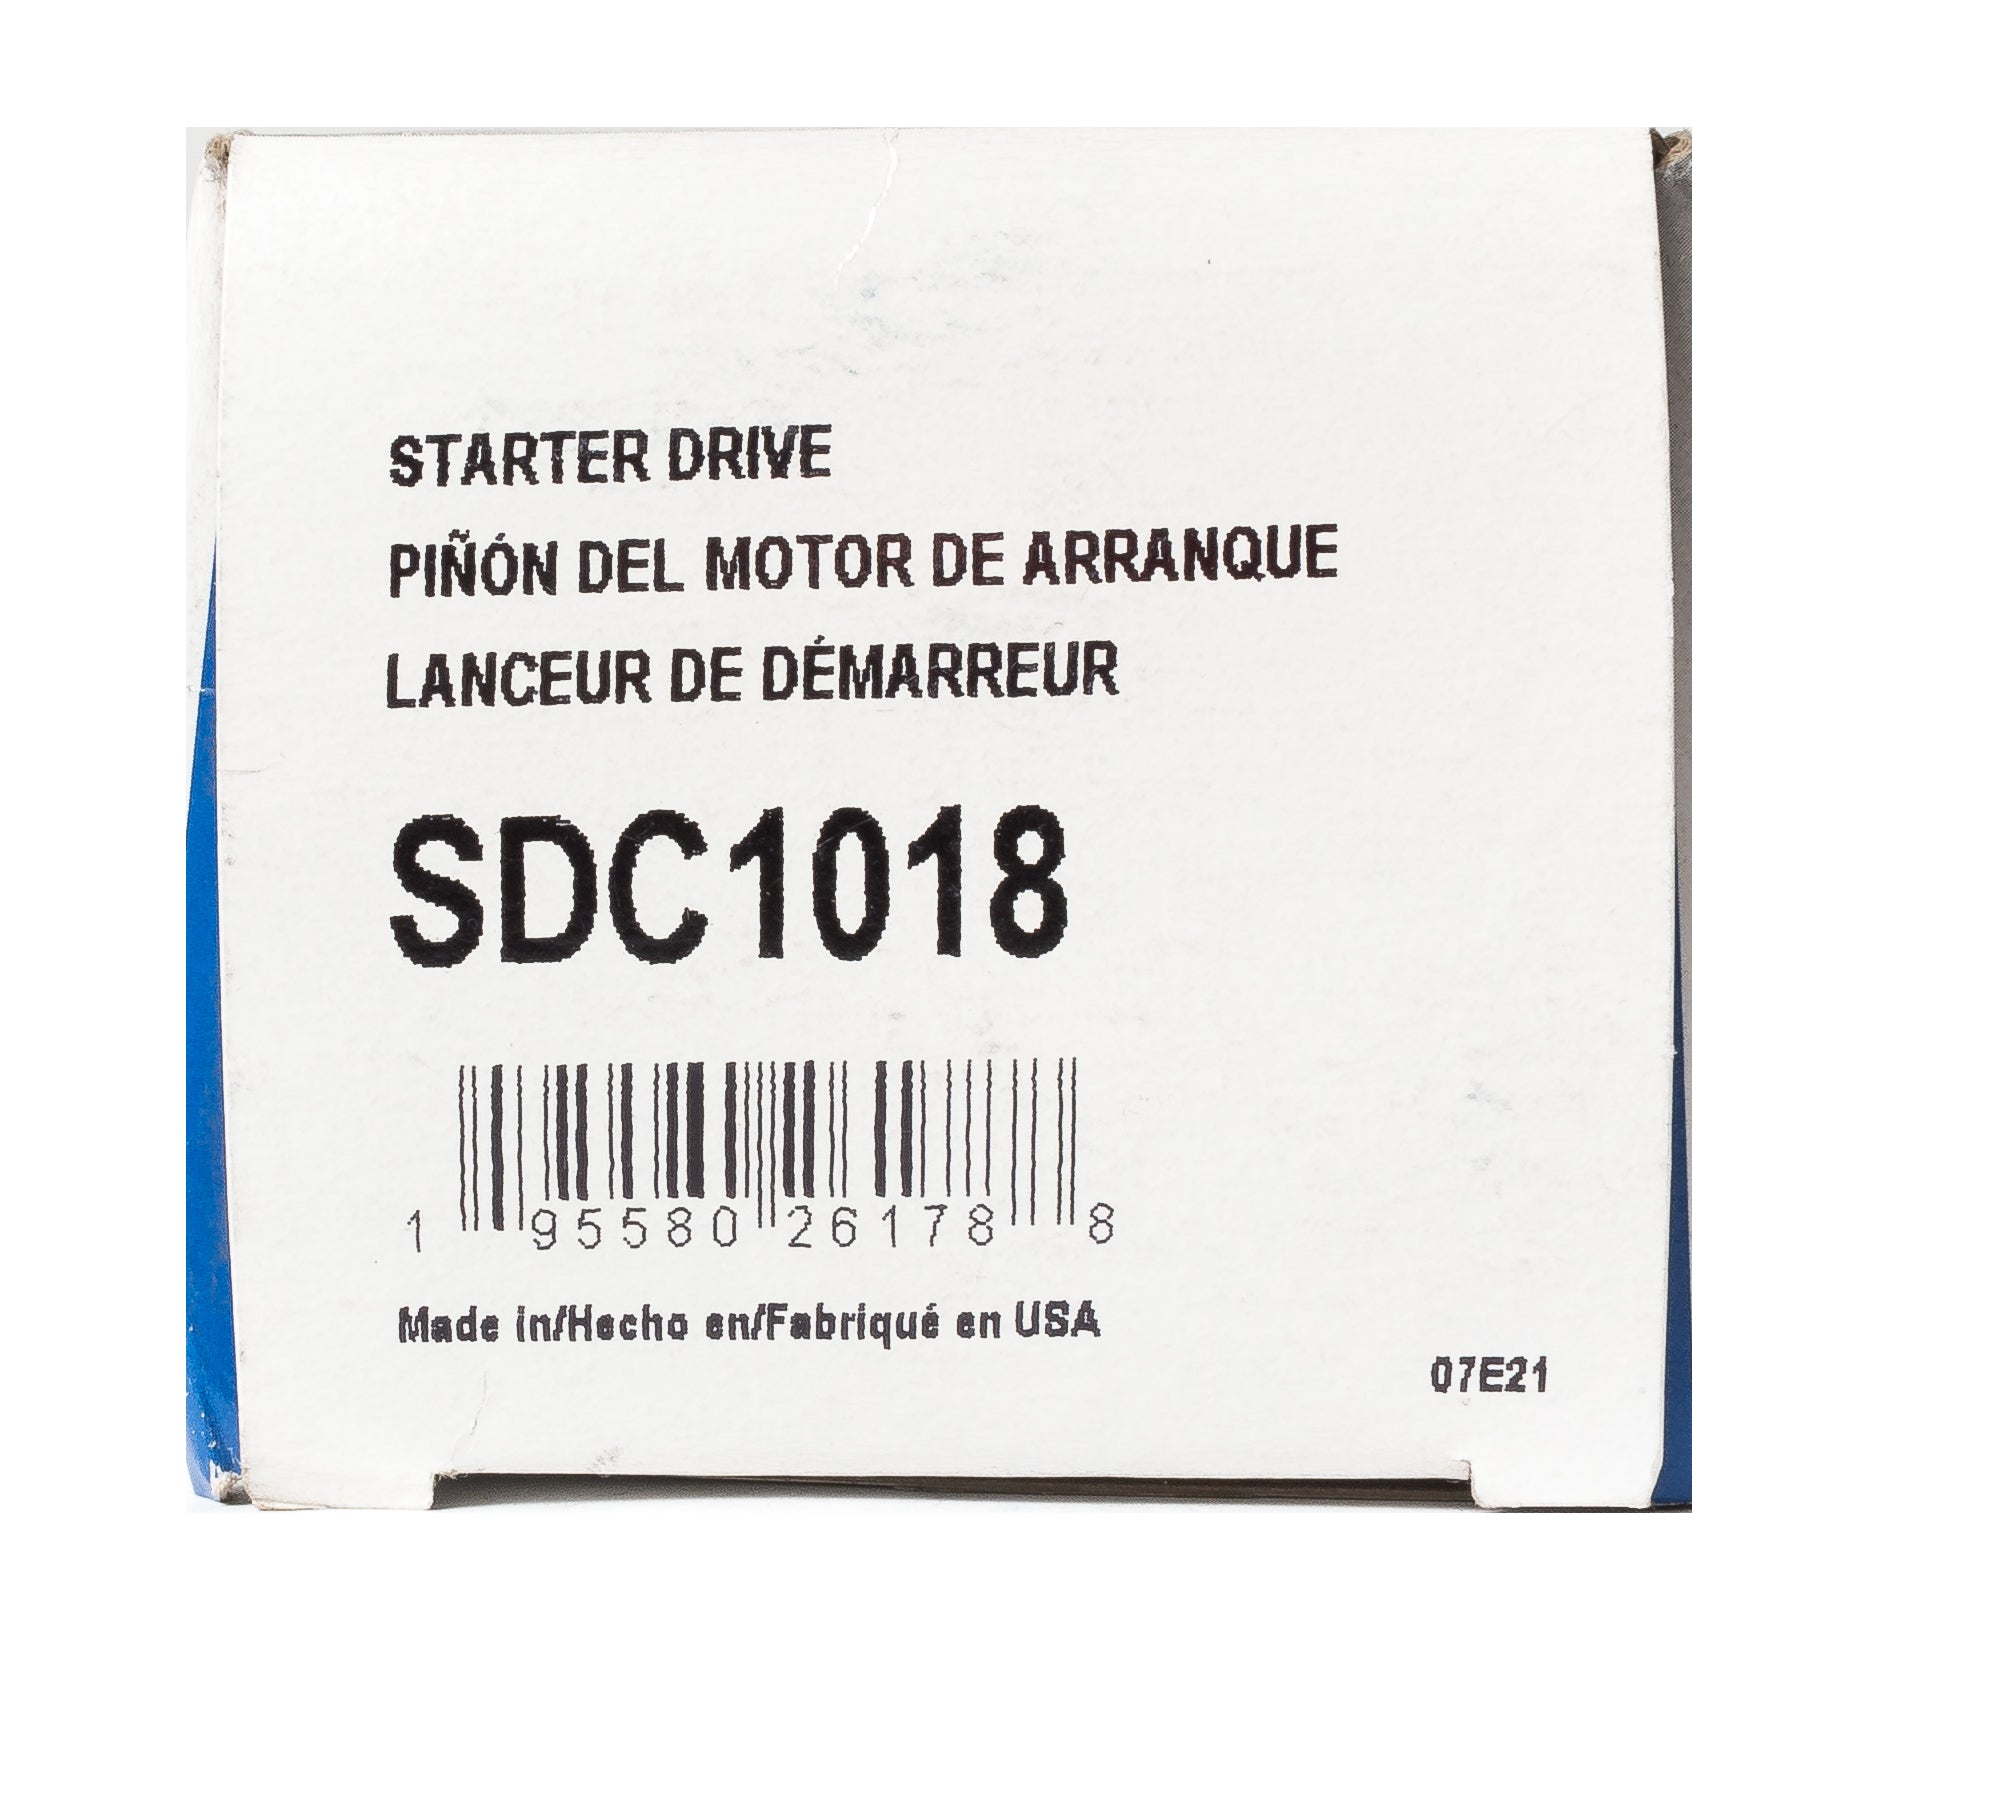 STARTER DRIVE
PIÑÓN DEL MOTOR DE ARRANQUE
LANCEUR DE DÉMARREUR
SDC1018
1 95580 26178 8
Made in/Hecho en/Fabriqué en USA
07E21